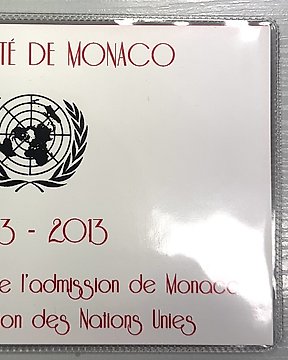 TÉ DE MONACO
3 - 2013
e l'admission de Monaco
ion des Nations Unies